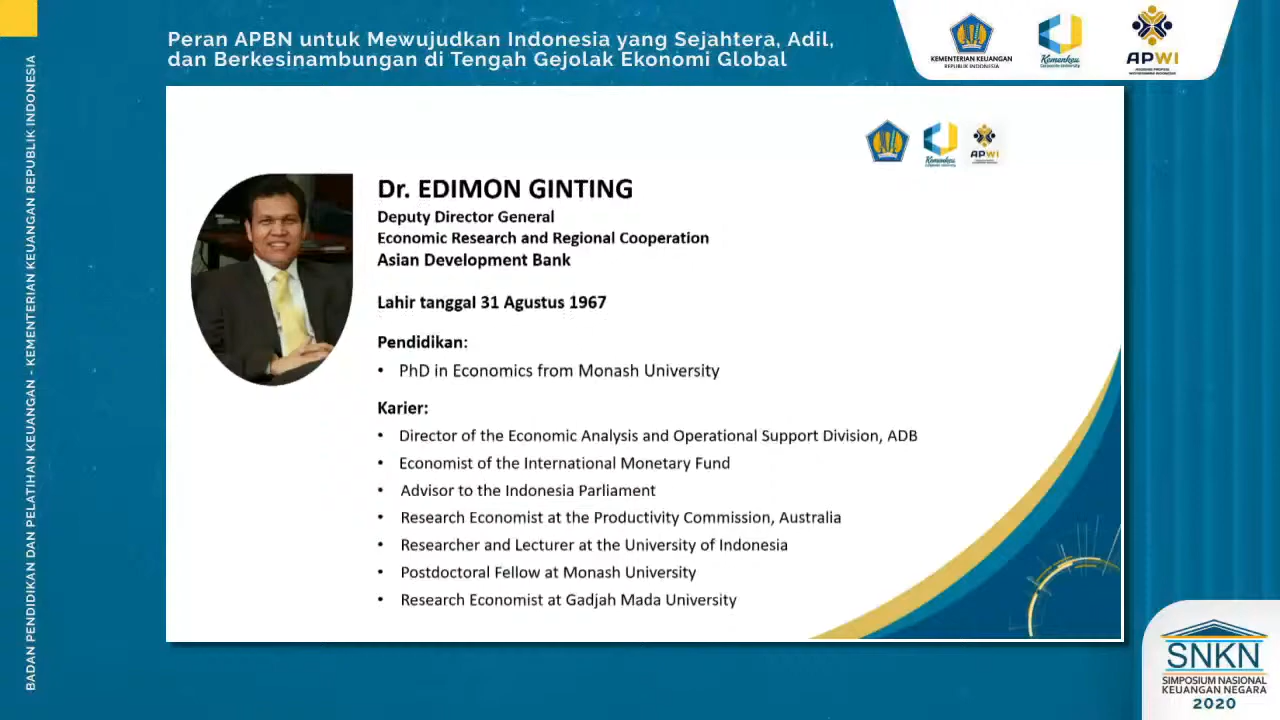 Peran APBN untuk Mewujudkan Indonesia yang Sejahtera, Adil,
dan Berkesinambungan di Tengah Gejolak Ekonomi Global
KEMENTERIAN KEUANGAN
REPUBLIK INDONESIA
Kemenkeu
Corporate University
APWI
BADAN PENDIDIKAN DAN PELATIHAN KEUANGAN - KEMENTERIAN KEUANGAN REPUBLIK INDONESIA
Kemenkeu
APWI
Dr. EDIMON GINTING
Deputy Director General
Economic Research and Regional Cooperation
Asian Development Bank
Lahir tanggal 31 Agustus 1967
Pendidikan:
• PhD in Economics from Monash University
Karier:
• Director of the Economic Analysis and Operational Support Division, ADB
• Economist of the International Monetary Fund
• Advisor to the Indonesia Parliament
• Research Economist at the Productivity Commission, Australia
• Researcher and Lecturer at the University of Indonesia
• Postdoctoral Fellow at Monash University
• Research Economist at Gadjah Mada University
SNKN
SIMPOSIUM NASIONAL
KEUANGAN NEGARA
2020